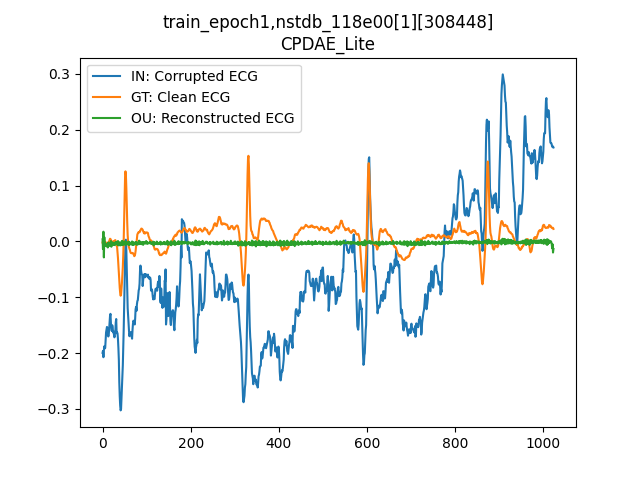 train_epoch1,nstdb_118e00[1][308448]
CPDAE_Lite
IN: Corrupted ECG
GT: Clean ECG
OU: Reconstructed ECG
0.3
0.2
0.1
0.0
−0.1
−0.2
−0.3
0 200 400 600 800 1000